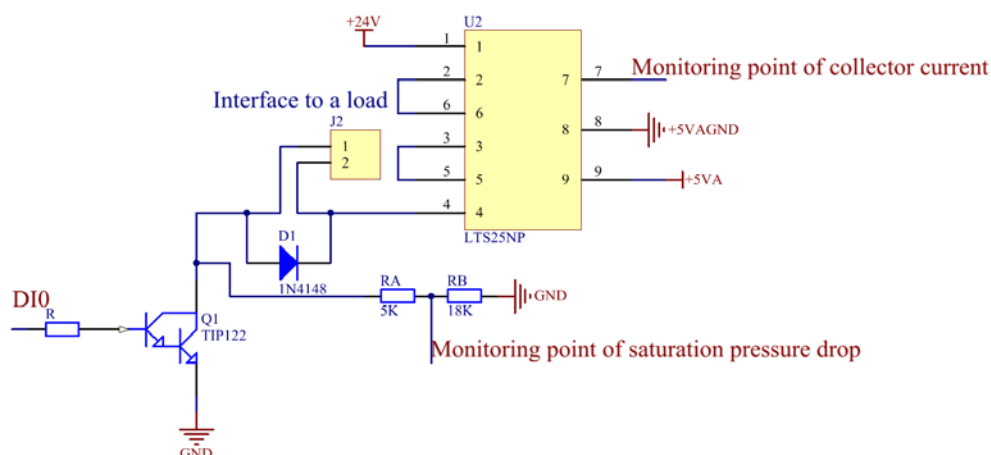 +24V
U2
1
1
2
2
6
6
3
3
5
5
4
4
7
7
8
8
9
9
LTS25NP
Monitoring point of collector current
+5VAGND
+5VA
Interface to a load
J2
1
2
D1
1N4148
RA
5K
RB
18K
GND
Monitoring point of saturation pressure drop
DI0
R
Q1
TIP122
GND